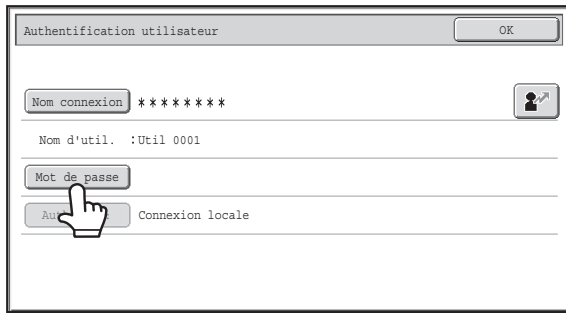 Authentification utilisateur
OK
Nom connexion ********
Nom d'util. :Util 0001
Mot de passe
Connexion locale